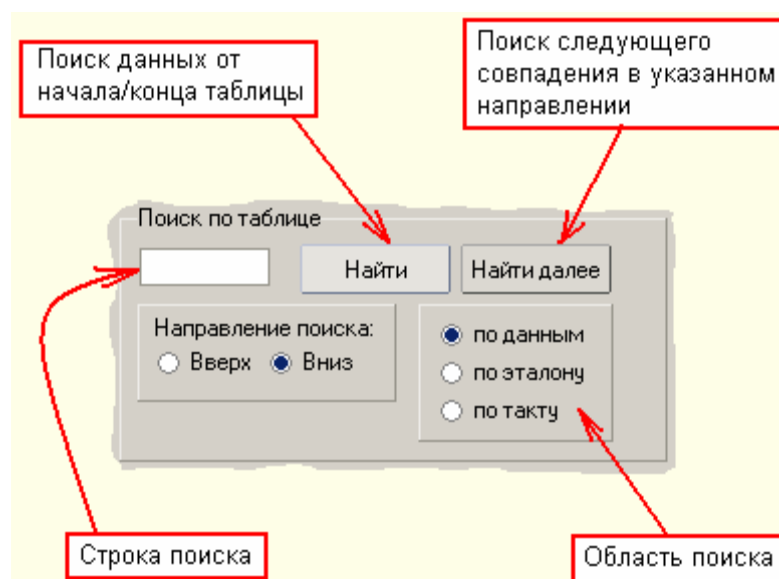 Поиск данных от
начала/конца таблицы
Поиск следующего
совпадения в указанном
направлении
Поиск по таблице
Найти
Найти далее
Направление поиска:
Вверх
Вниз
по данным
по эталону
по такту
Строка поиска
Область поиска